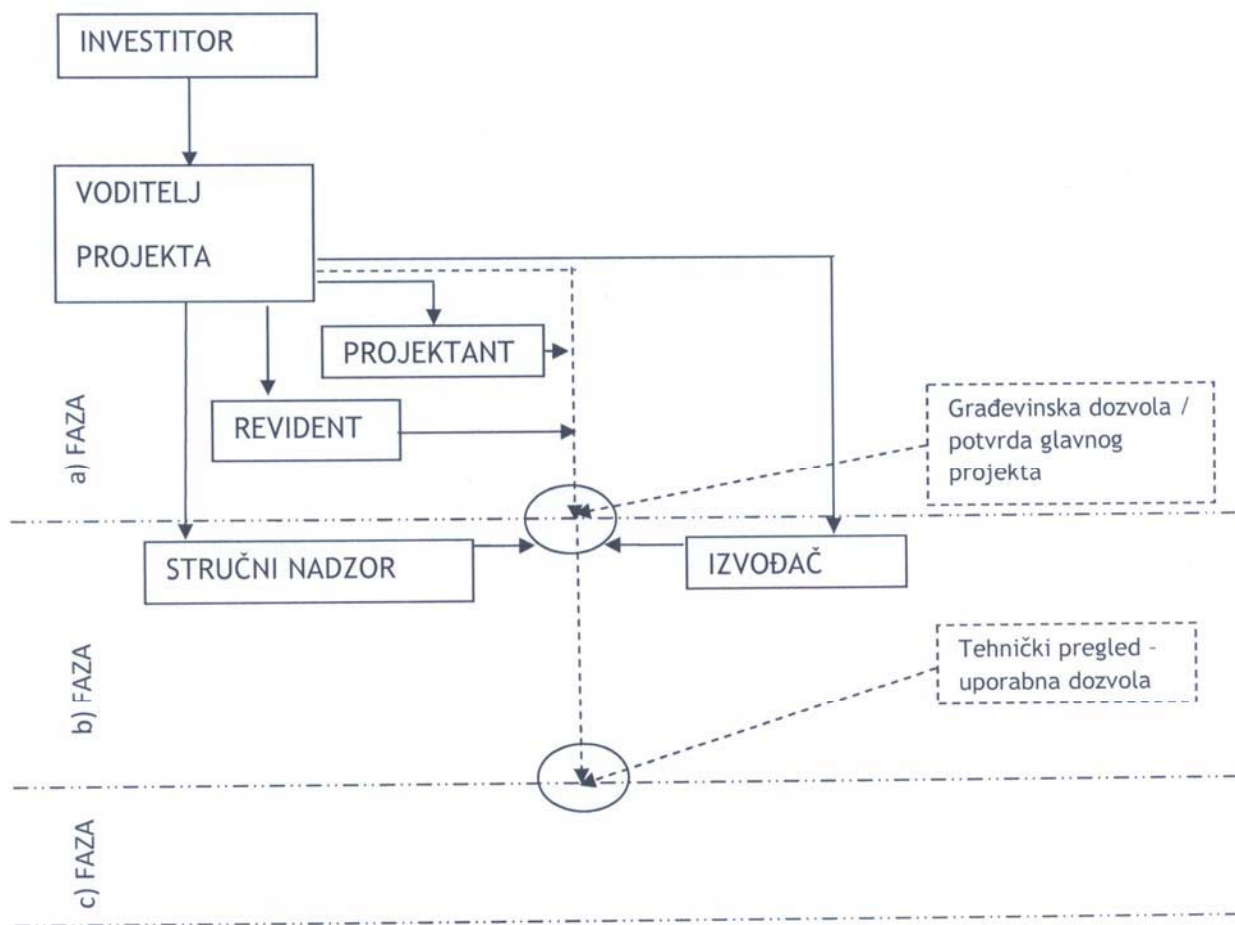 INVESTITOR
VODITELJ
PROJEKTA
PROJEKTANT
REVIDENT
a) FAZA
Građevinska dozvola /
potvrda glavnog
projekta
STRUČNI NADZOR
IZVOĐAČ
b) FAZA
Tehnički pregled -
uporabna dozvola
c) FAZA